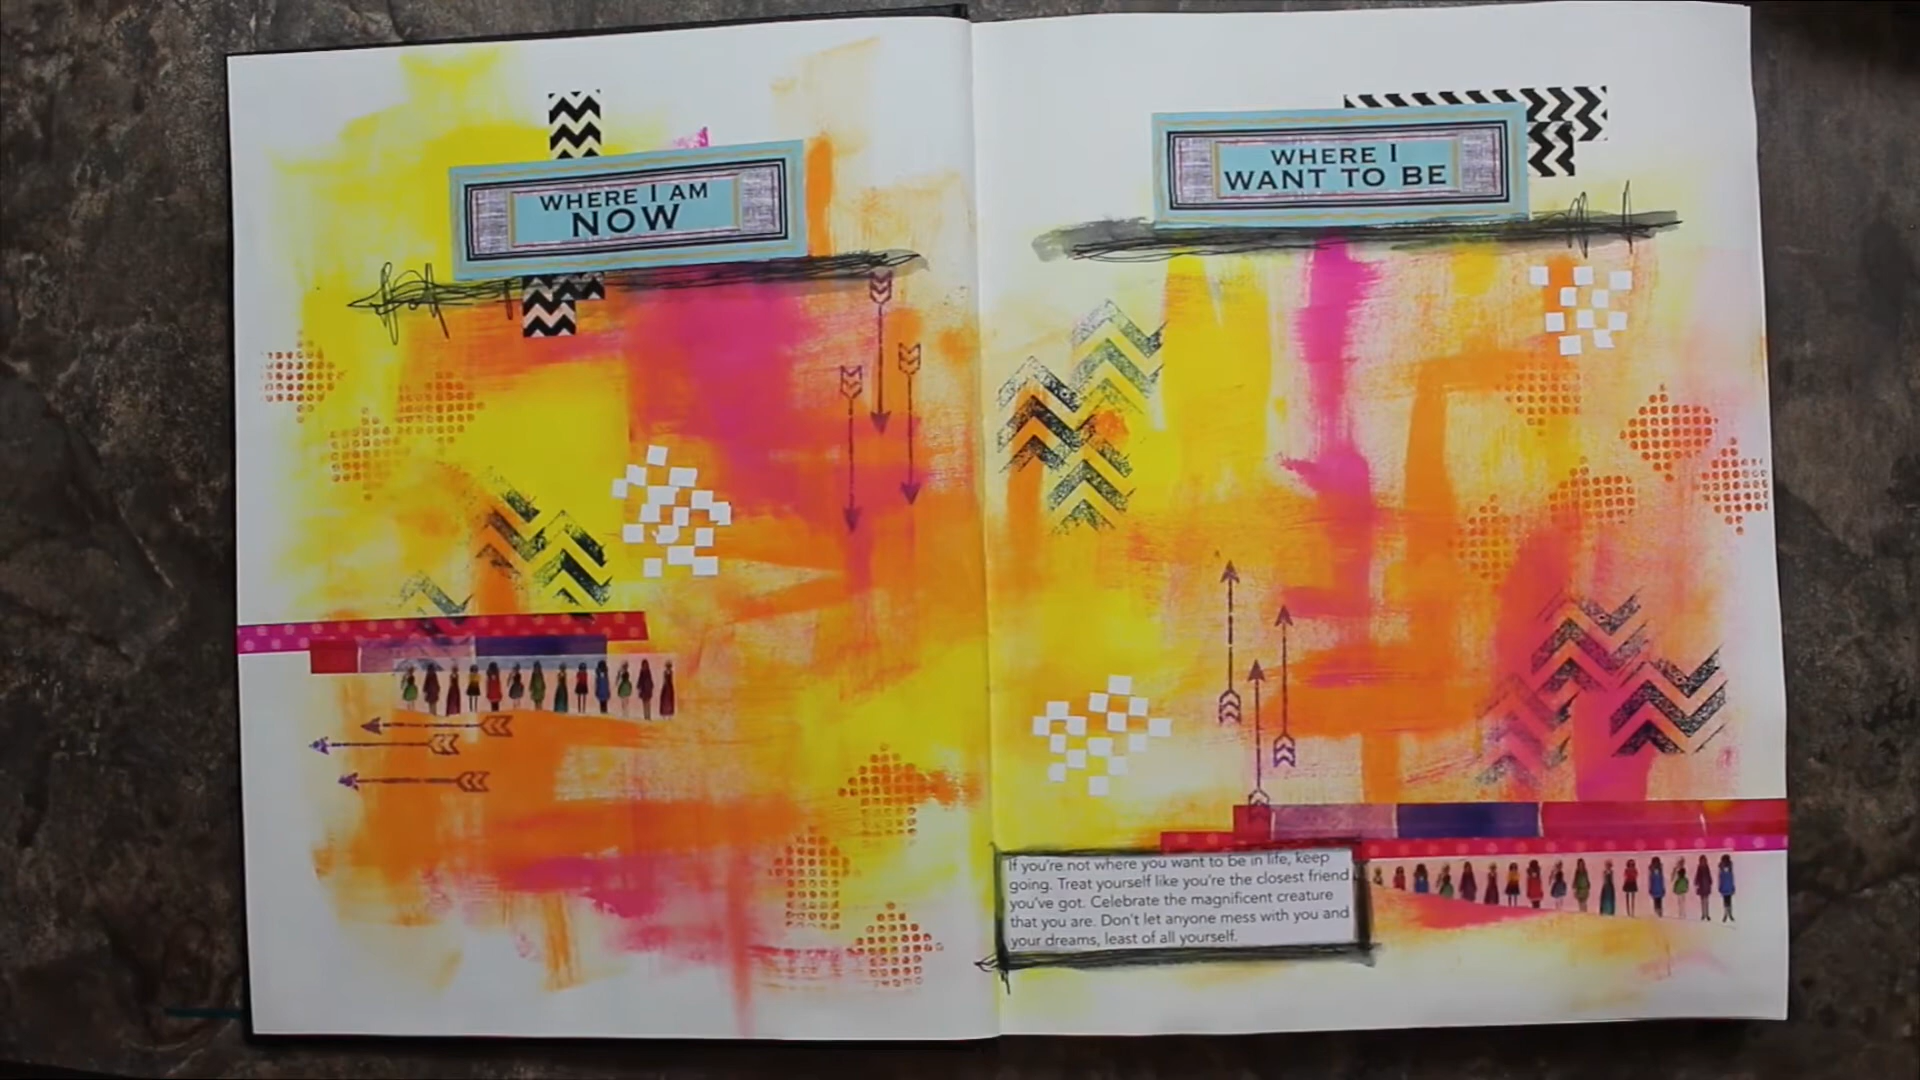 WHERE I AM
NOW
WHERE I
WANT TO BE
If you're not where you want to be in life, keep
going. Treat yourself like you're the closest friend
you've got. Celebrate the magnificent creature
that you are. Don't let anyone mess with you and
your dreams, least of all yourself.